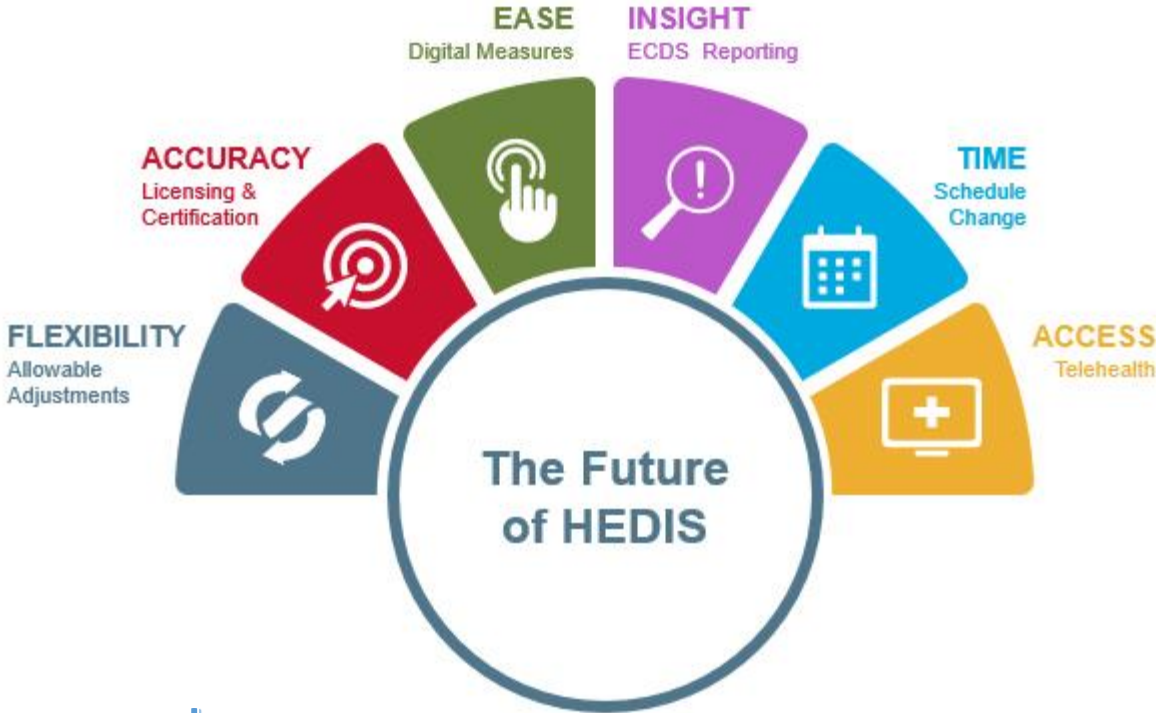 FLEXIBILITY
Allowable
Adjustments
ACCURACY
Licensing &
Certification
EASE
Digital Measures
INSIGHT
ECDS Reporting
TIME
Schedule
Change
ACCESS
Telehealth
The Future
of HEDIS